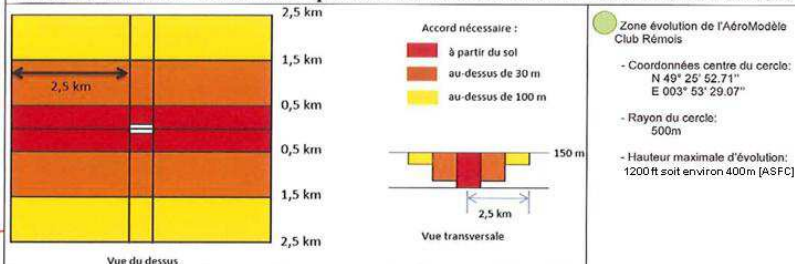 2,5 km
1,5 km
2,5 km
0,5 km
0,5 km
1,5 km
2,5 km
Vue du dessus
Accord nécessaire :
à partir du sol
au-dessus de 30 m
au-dessus de 100 m
150 m
2,5 km
Vue transversale
Zone évolution de l'AéroModèle
Club Rémois
- Coordonnées centre du cercle:
N 49° 25' 52.71"
E 003° 53' 29.07"
- Rayon du cercle:
500m
- Hauteur maximale d'évolution:
1200 ft soit environ 400m [ASFC]